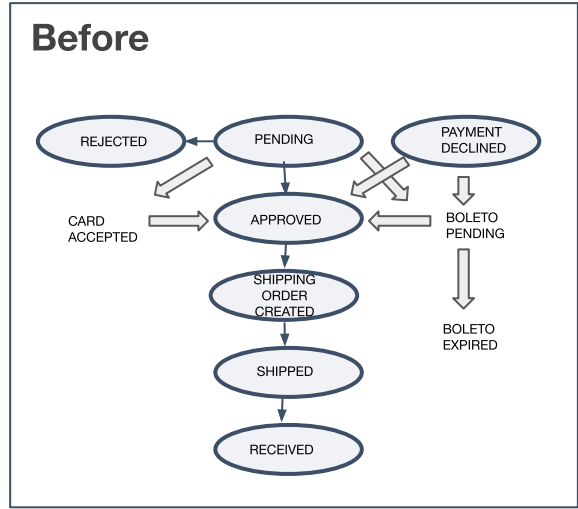 Before
REJECTED
PENDING
PAYMENT
DECLINED
CARD
ACCEPTED
APPROVED
BOLETO
PENDING
SHIPPING
ORDER
CREATED
BOLETO
EXPIRED
SHIPPED
RECEIVED